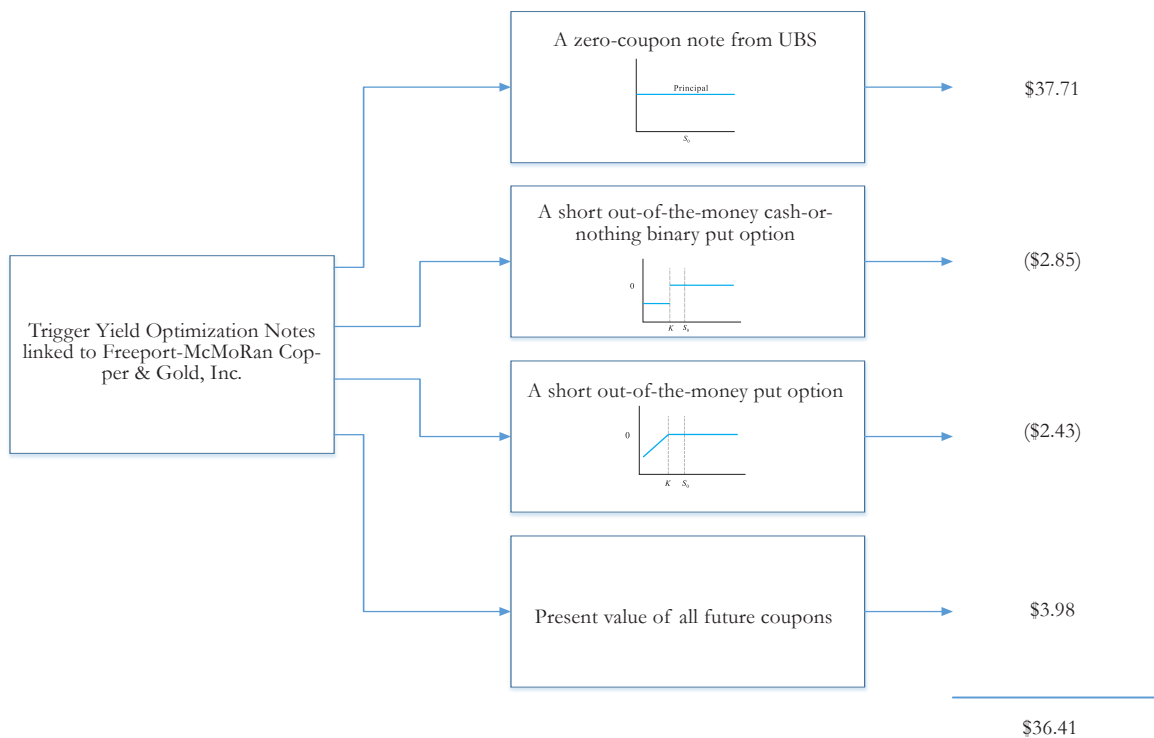 A zero-coupon note from UBS
Principal
S0
$37.71
A short out-of-the-money cash-or-
nothing binary put option
0
K
S0
($2.85)
Trigger Yield Optimization Notes
linked to Freeport-McMoRan Cop-
per & Gold, Inc.
A short out-of-the-money put option
0
K
S0
($2.43)
Present value of all future coupons
$3.98
$36.41